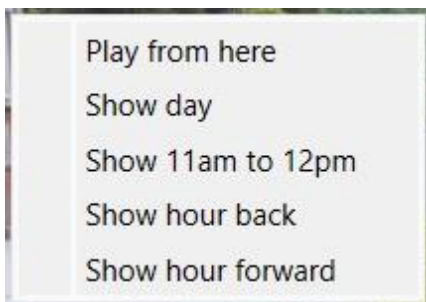 Play from here
Show day
Show 11am to 12pm
Show hour back
Show hour forward